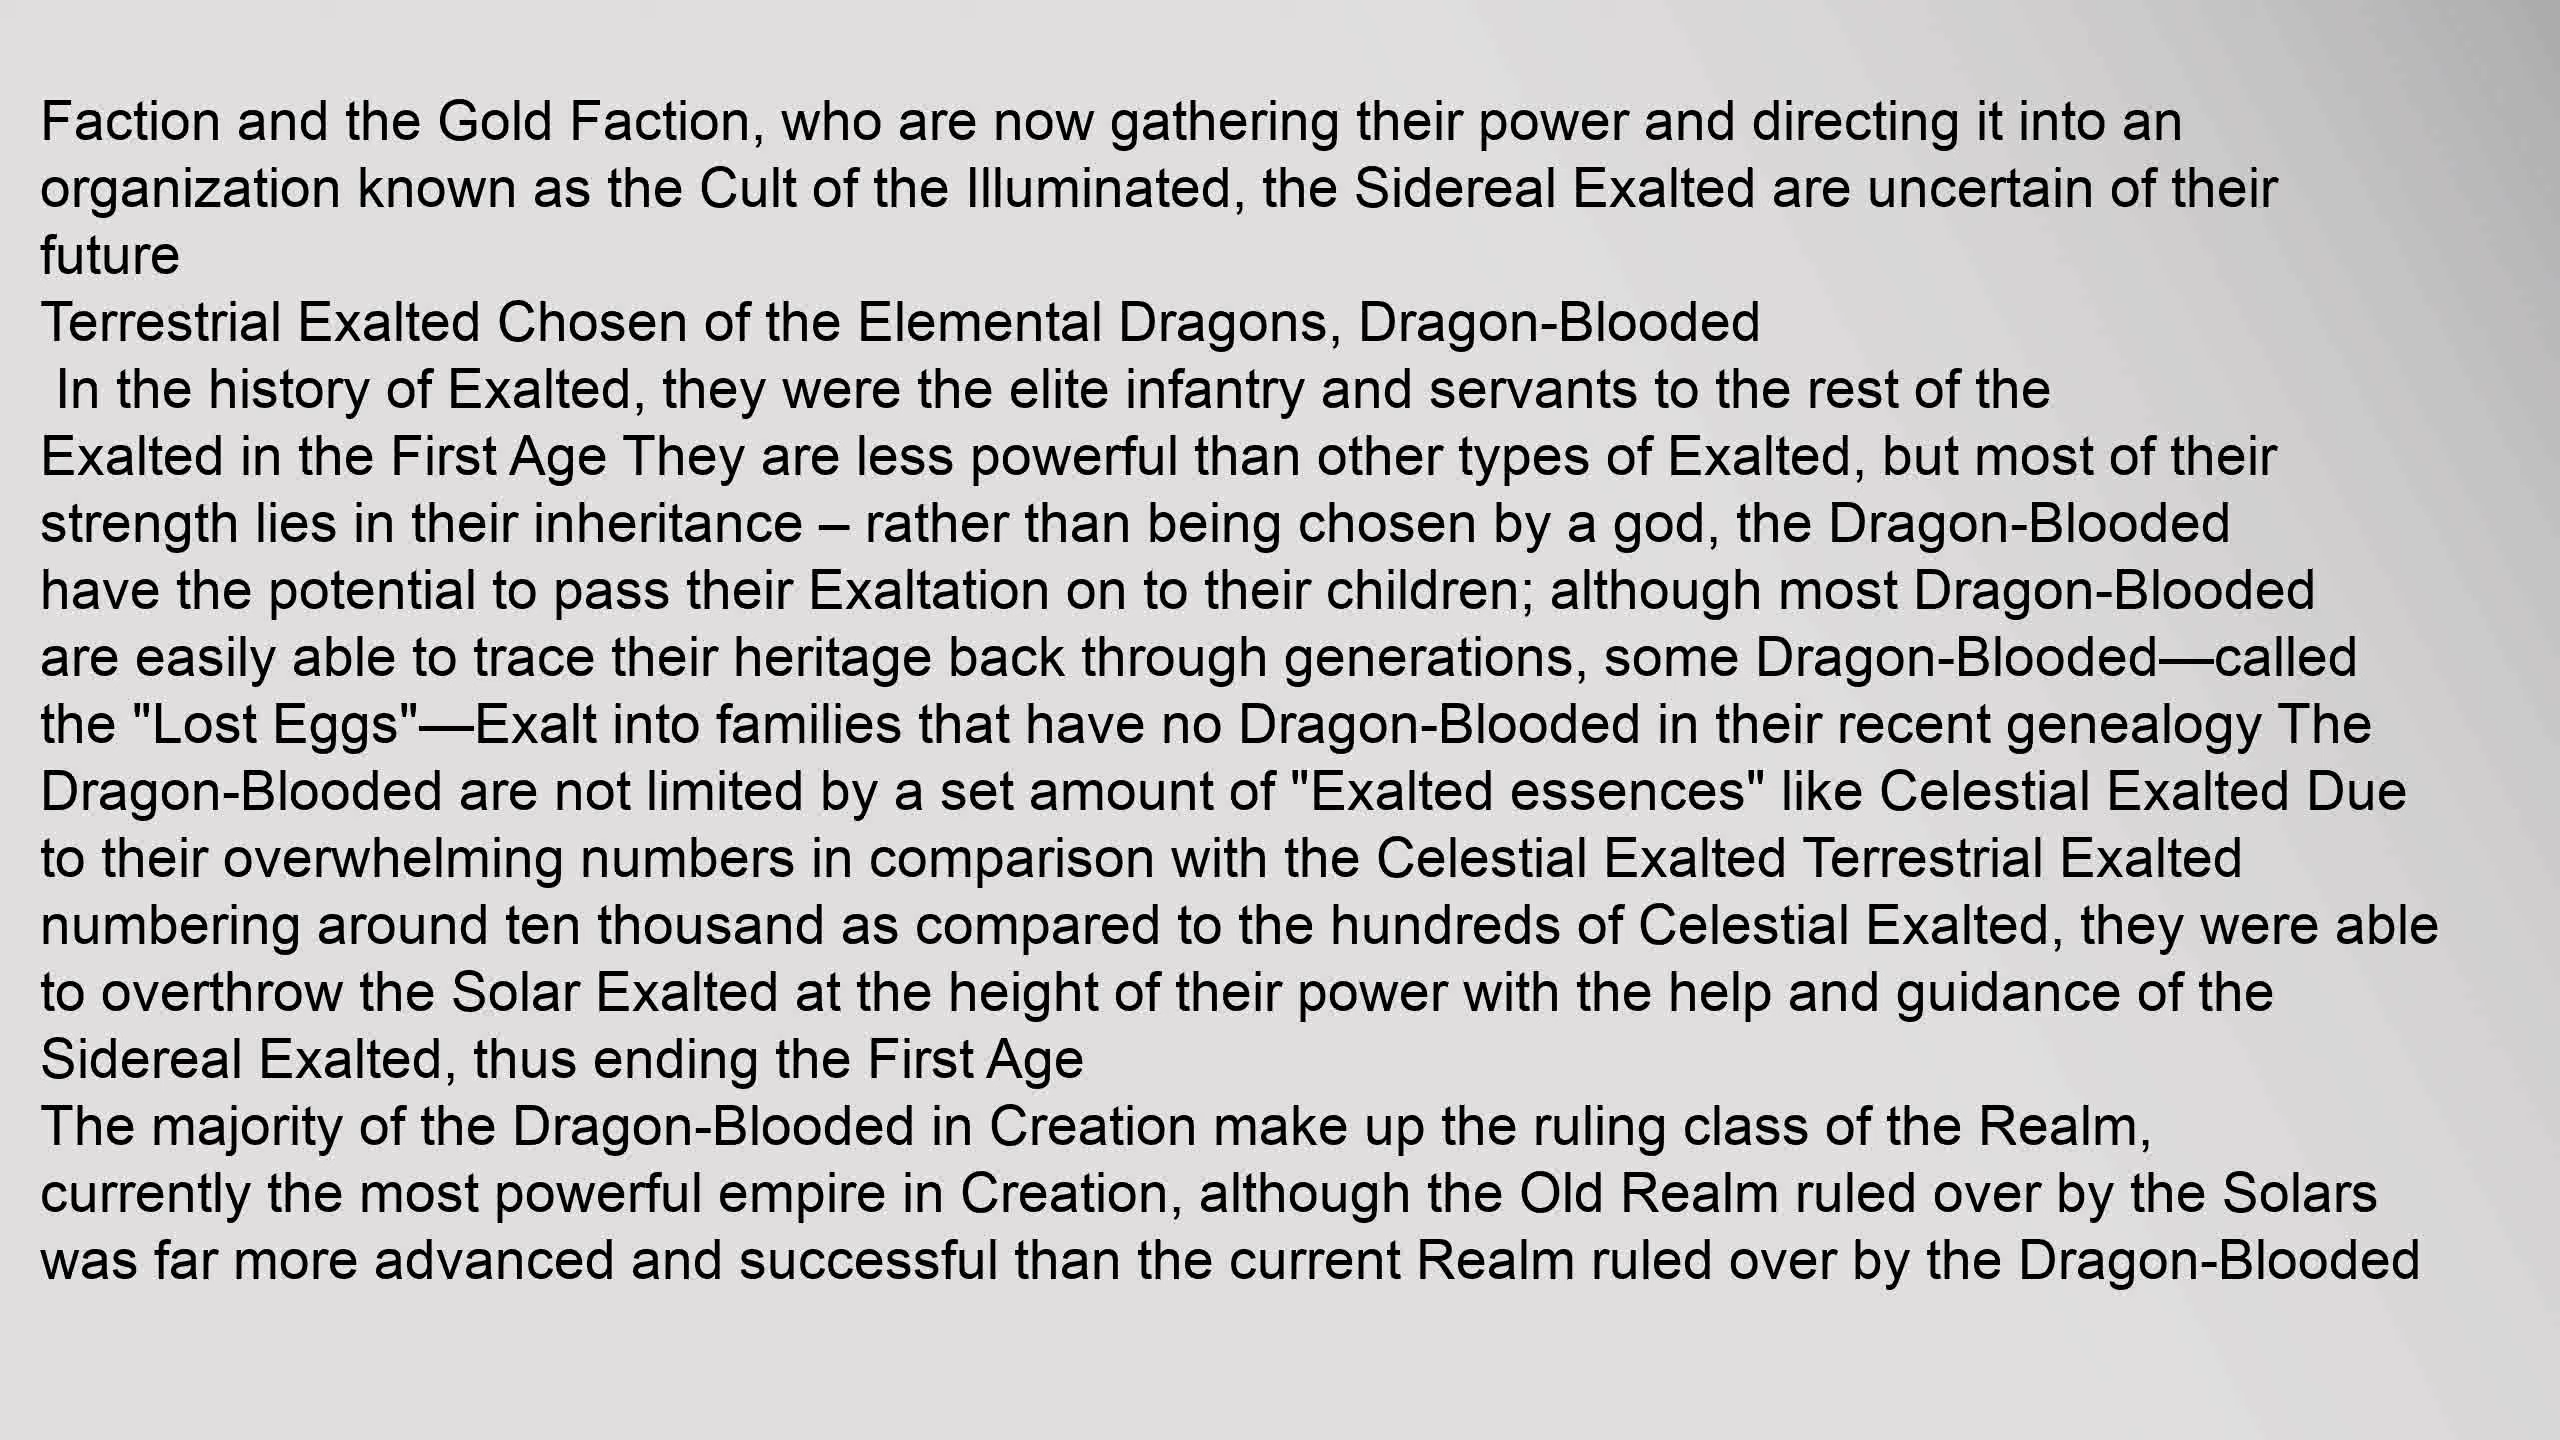 Faction and the Gold Faction, who are now gathering their power and directing it into an
organization known as the Cult of the Illuminated, the Sidereal Exalted are uncertain of their
future
Terrestrial Exalted Chosen of the Elemental Dragons, Dragon-Blooded
In the history of Exalted, they were the elite infantry and servants to the rest of the
Exalted in the First Age They are less powerful than other types of Exalted, but most of their
strength lies in their inheritance – rather than being chosen by a god, the Dragon-Blooded
have the potential to pass their Exaltation on to their children; although most Dragon-Blooded
are easily able to trace their heritage back through generations, some Dragon-Blooded—called
the "Lost Eggs"—Exalt into families that have no Dragon-Blooded in their recent genealogy The
Dragon-Blooded are not limited by a set amount of "Exalted essences" like Celestial Exalted Due
to their overwhelming numbers in comparison with the Celestial Exalted Terrestrial Exalted
numbering around ten thousand as compared to the hundreds of Celestial Exalted, they were able
to overthrow the Solar Exalted at the height of their power with the help and guidance of the
Sidereal Exalted, thus ending the First Age
The majority of the Dragon-Blooded in Creation make up the ruling class of the Realm,
currently the most powerful empire in Creation, although the Old Realm ruled over by the Solars
was far more advanced and successful than the current Realm ruled over by the Dragon-Blooded